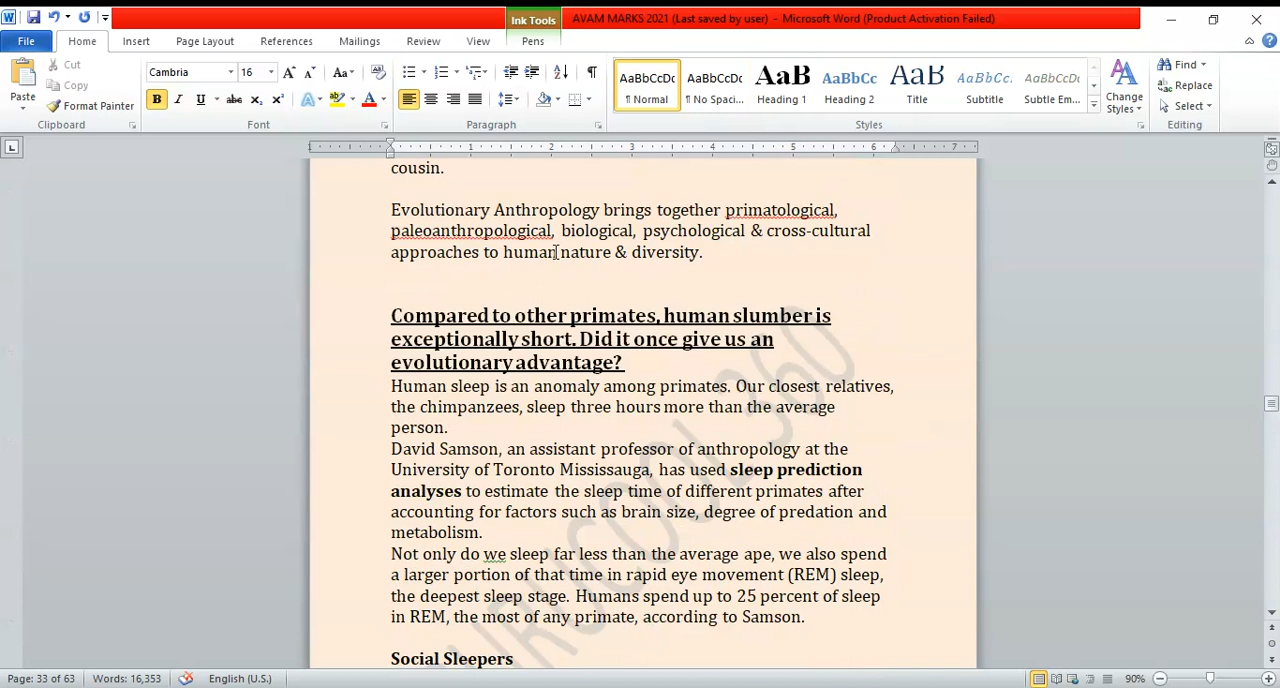 Ink Tools
AVAM MARKS 2021 (Last saved by user) - Microsoft Word (Product Activation Failed)
File Home Insert Page Layout References Mailings Review View Pens
Paste
Cut
Copy
Format Painter
Clipboard
Cambria 16
Font
Paragraph
AaBbCcDc AaBbCcDc AaB AaBbCc AaB AaBbCc AaBbCcDc
¶ Normal ¶ No Spaci... Heading 1 Heading 2 Title Subtitle Subtle Em...
Styles
Change
Styles
Find
Replace
Select
Editing
cousin.
Evolutionary Anthropology brings together primatological,
paleoanthropological, biological, psychological & cross-cultural
approaches to human nature & diversity.
Compared to other primates, human slumber is
exceptionally short. Did it once give us an
evolutionary advantage?
Human sleep is an anomaly among primates. Our closest relatives,
the chimpanzees, sleep three hours more than the average
person.
David Samson, an assistant professor of anthropology at the
University of Toronto Mississauga, has used sleep prediction
analyses to estimate the sleep time of different primates after
accounting for factors such as brain size, degree of predation and
metabolism.
Not only do we sleep far less than the average ape, we also spend
a larger portion of that time in rapid eye movement (REM) sleep,
the deepest sleep stage. Humans spend up to 25 percent of sleep
in REM, the most of any primate, according to Samson.
Social Sleepers
Page: 33 of 63 Words: 16,353 English (U.S.) 90%